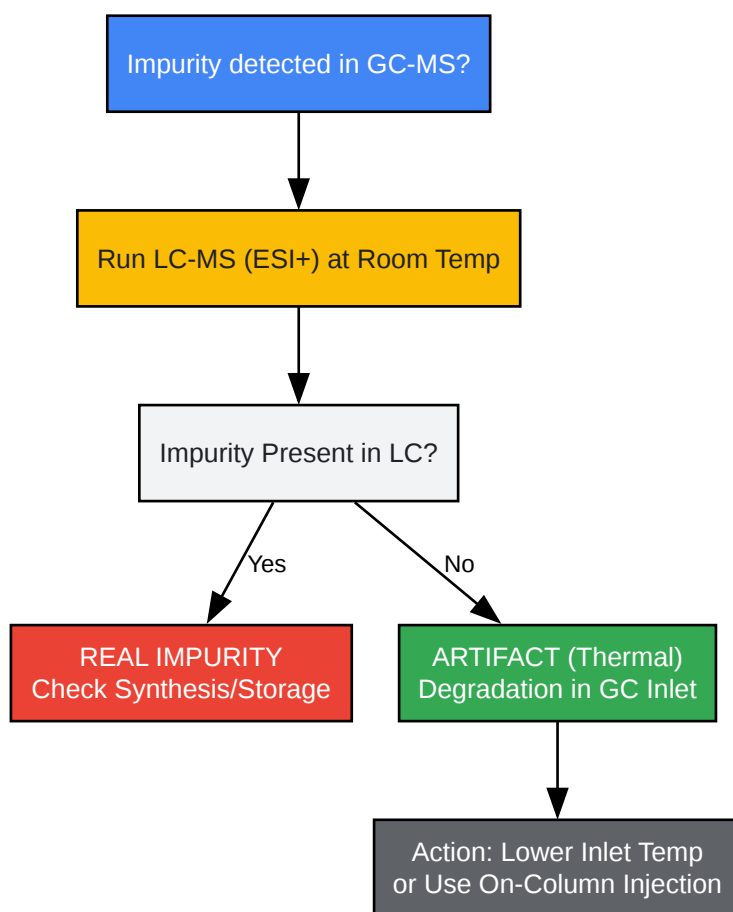 Impurity detected in GC-MS?
Run LC-MS (ESI+) at Room Temp
Impurity Present in LC?
Yes
No
REAL IMPURITY
Check Synthesis/Storage
ARTIFACT (Thermal)
Degradation in GC Inlet
Action: Lower Inlet Temp
or Use On-Column Injection